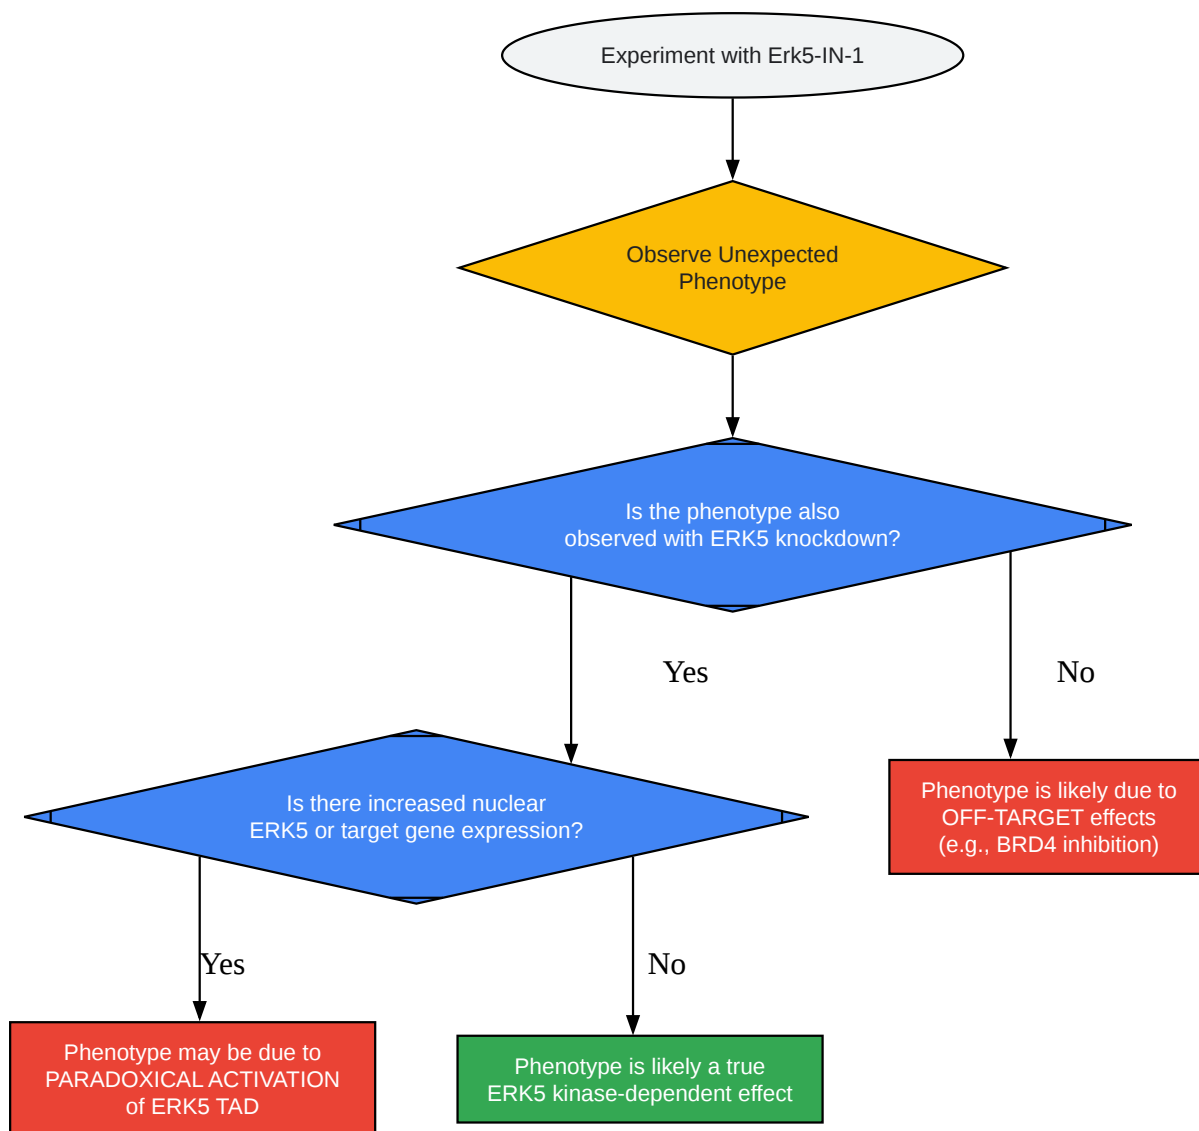 Experiment with Erk5-IN-1
Observe Unexpected
Phenotype
Is the phenotype also
observed with ERK5 knockdown?
Yes
No
Is there increased nuclear
ERK5 or target gene expression?
Phenotype is likely due to
OFF-TARGET effects
(e.g., BRD4 inhibition)
Yes
No
Phenotype may be due to
PARADOXICAL ACTIVATION
of ERK5 TAD
Phenotype is likely a true
ERK5 kinase-dependent effect